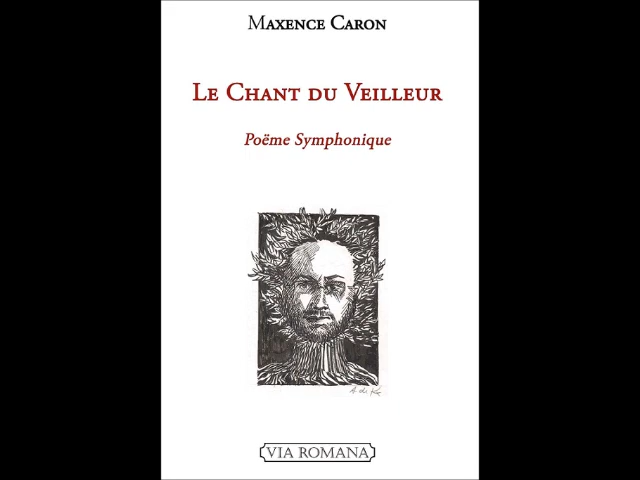 Maxence Caron
Le Chant du Veilleur
Poëme Symphonique
VIA ROMANA